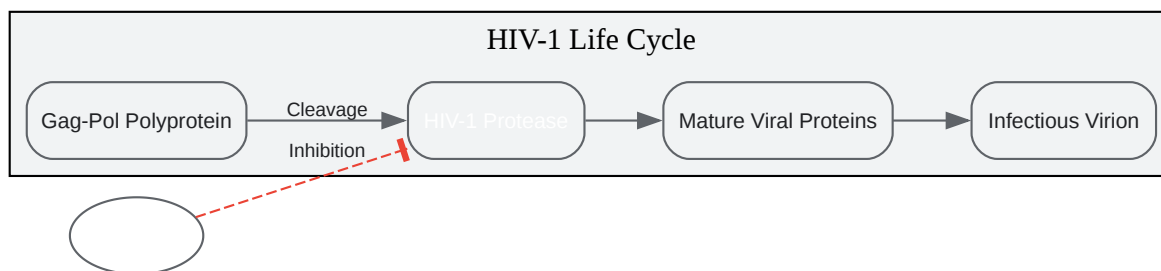 HIV-1 Life Cycle
Gag-Pol Polyprotein
Cleavage
HIV-1 Protease
Mature Viral Proteins
Infectious Virion
Inhibition